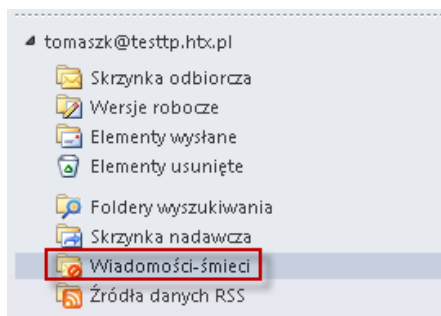 tomaszk@testtp.htx.pl
Skrzynka odbiorcza
Wersje robocze
Elementy wysłane
Elementy usunięte
Foldery wyszukiwania
Skrzynka nadawcza
Wiadomości-śmieci
Źródła danych RSS